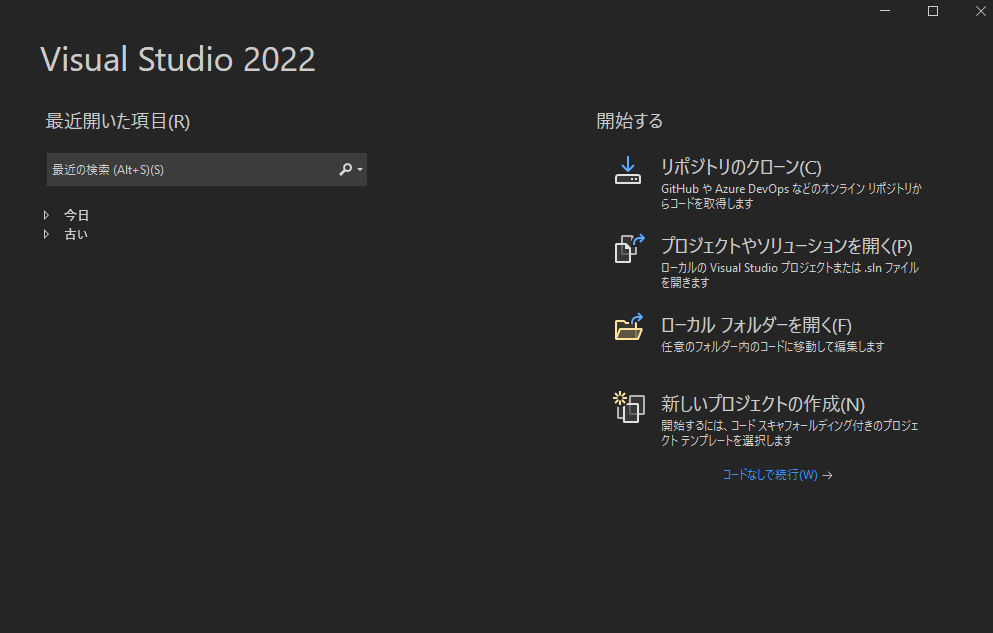 Visual Studio 2022
最近開いた項目(R)
最近の検索 (Alt+S)(S)
今日
古い
開始する
リポジトリのクローン(C)
GitHub や Azure DevOps などのオンライン リポジトリか
らコードを取得します
プロジェクトやソリューションを開く(P)
ローカルの Visual Studio プロジェクトまたは .sln ファイル
を開きます
ローカル フォルダーを開く(F)
任意のフォルダー内のコードに移動して編集します
新しいプロジェクトの作成(N)
開始するには、コード スキャフォールディング付きのプロジェ
クト テンプレートを選択します
コードなしで続行(W) →